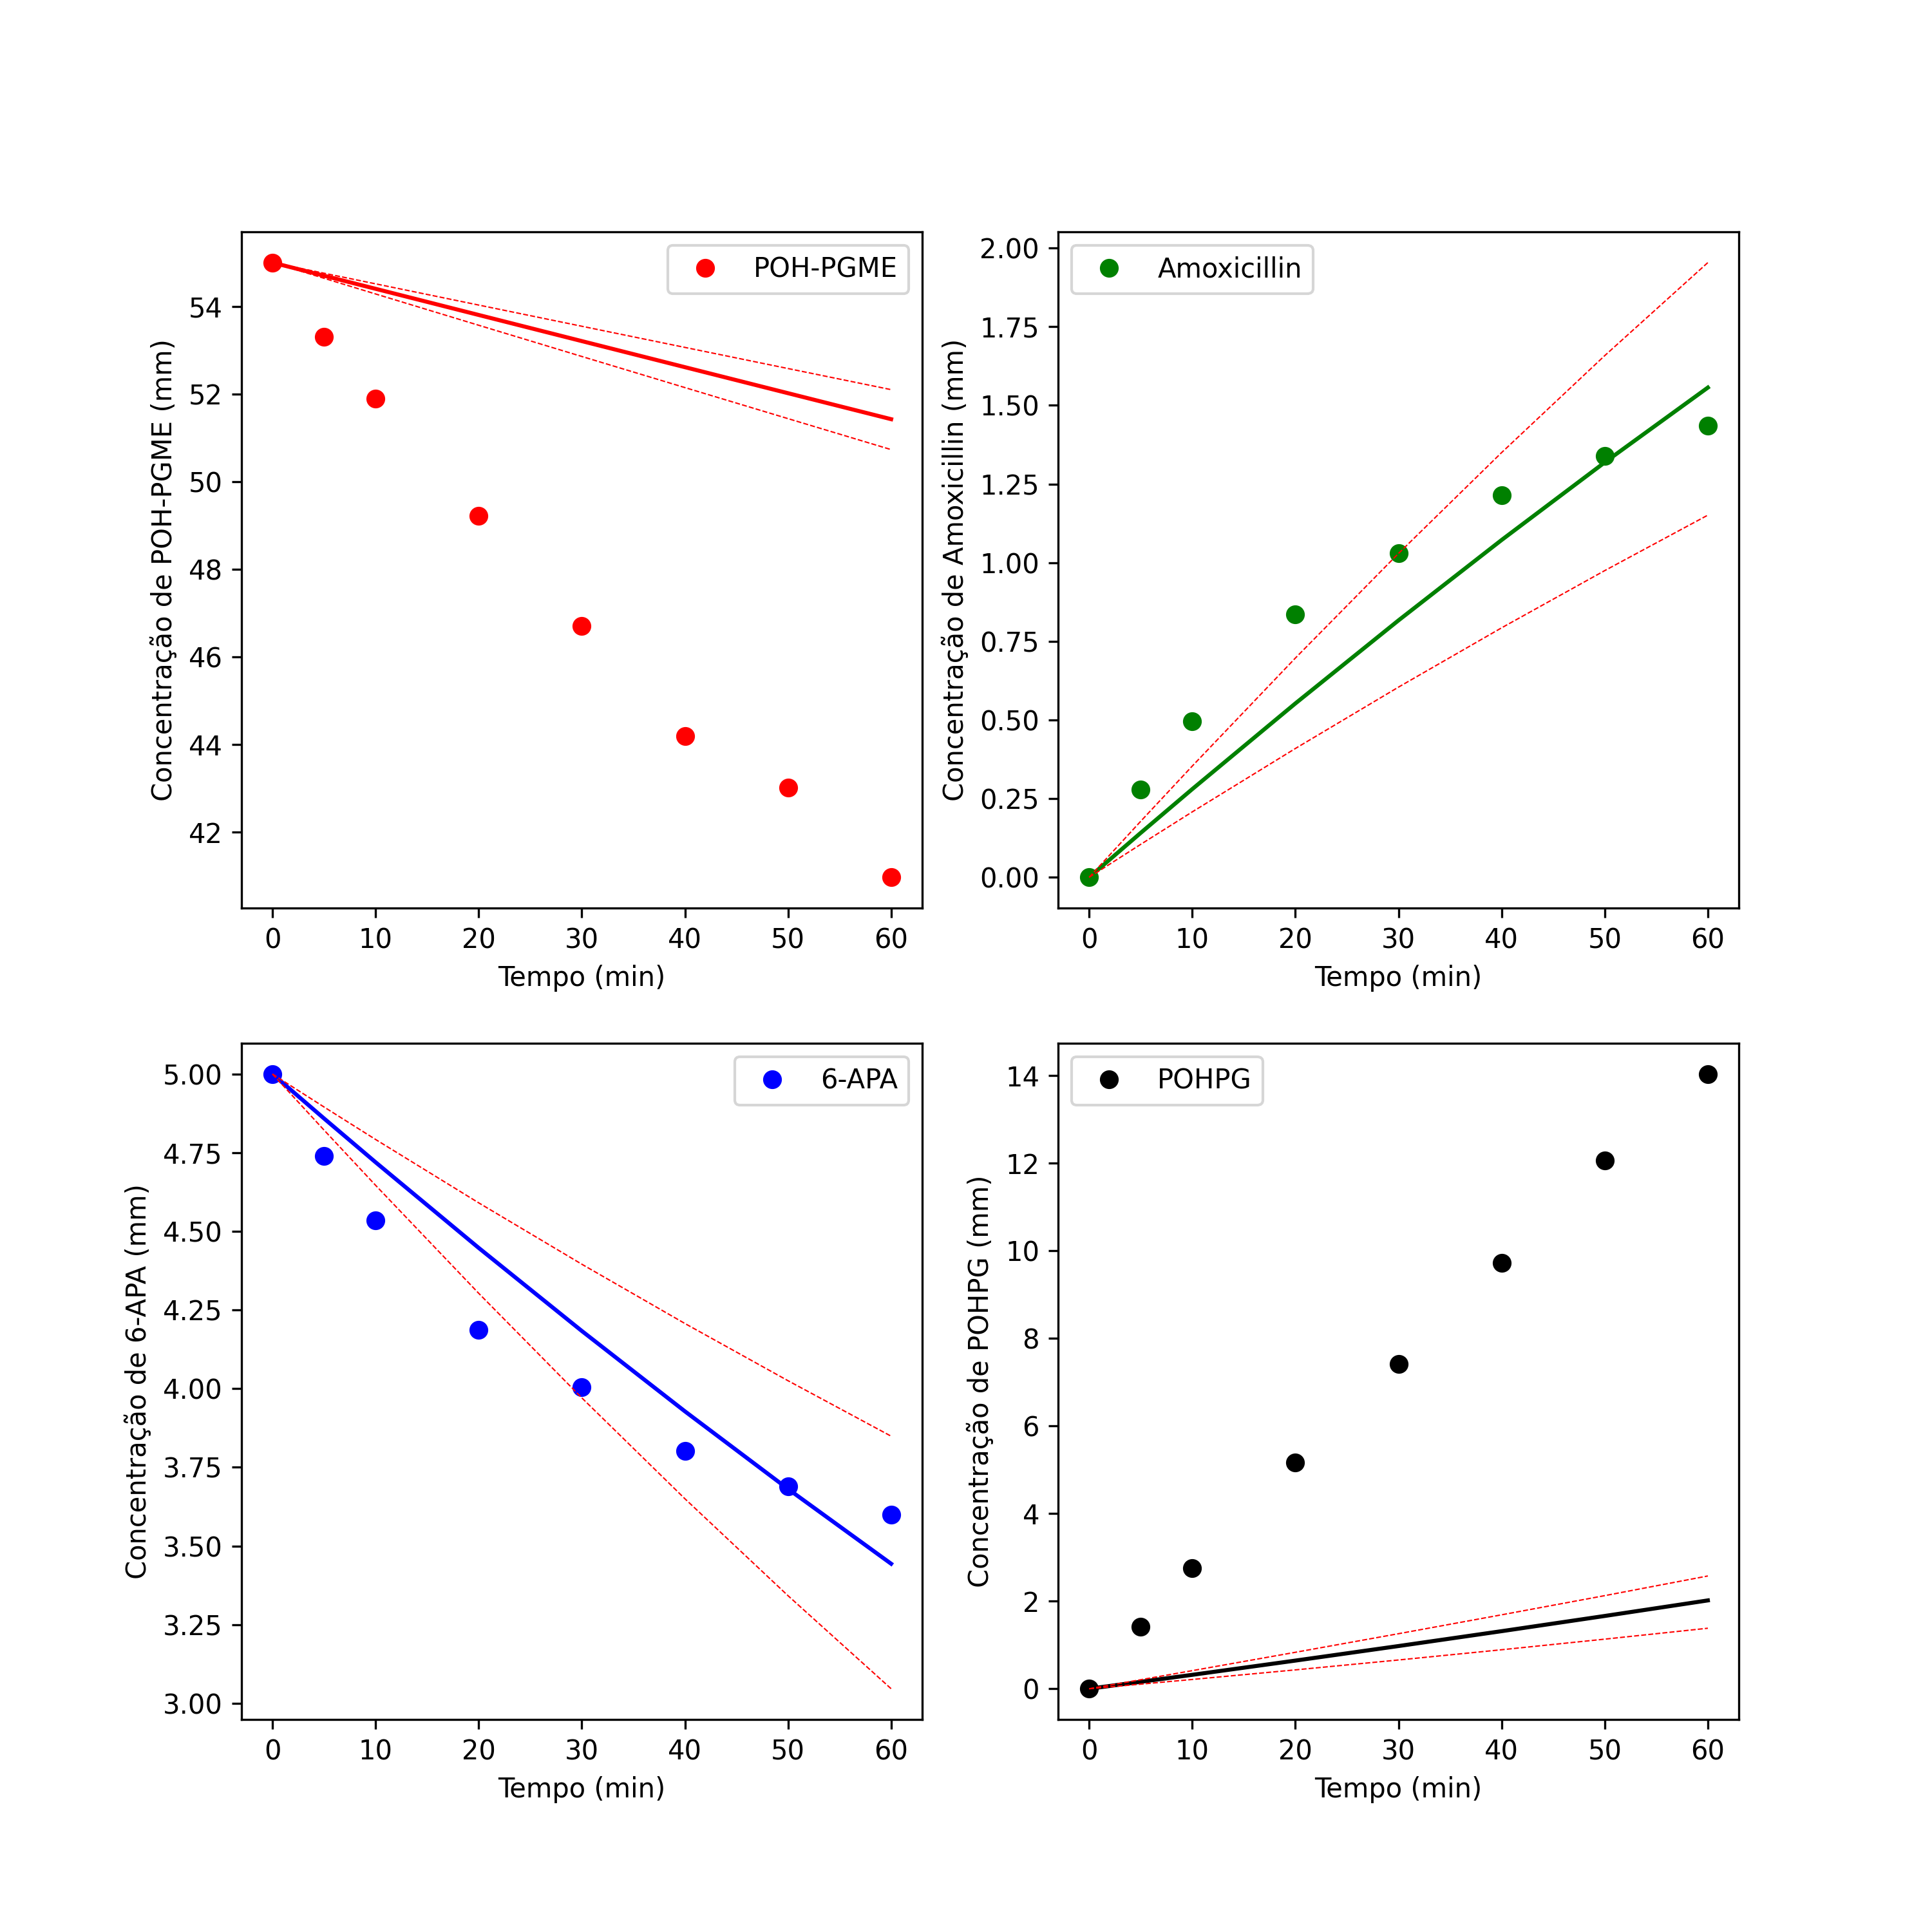 POH-PGME
Concentração de POH-PGME (mm)
54
52
50
48
46
44
42
0 10 20 30 40 50 60
Tempo (min)
Amoxicillin
Concentração de Amoxicillin (mm)
2.00
1.75
1.50
1.25
1.00
0.75
0.50
0.25
0.00
0 10 20 30 40 50 60
Tempo (min)
6-APA
Concentração de 6-APA (mm)
5.00
4.75
4.50
4.25
4.00
3.75
3.50
3.25
3.00
0 10 20 30 40 50 60
Tempo (min)
POHPG
Concentração de POHPG (mm)
14
12
10
8
6
4
2
0
0 10 20 30 40 50 60
Tempo (min)